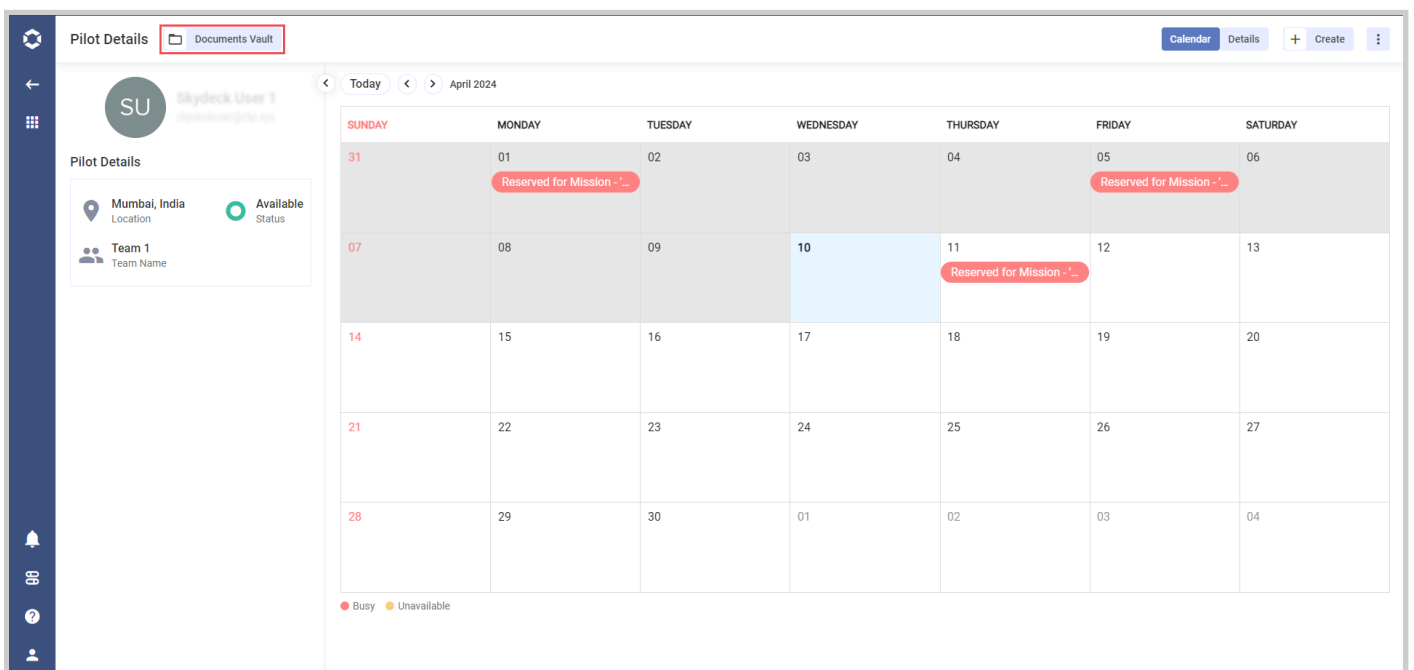 Pilot Details Documents Vault Calendar Details + Create
SU Skydeck User 1
Today April 2024
SUNDAY MONDAY TUESDAY WEDNESDAY THURSDAY FRIDAY SATURDAY
Pilot Details
Mumbai, India Available
Location Status
Team 1
Team Name
31 01 02 03 04 05 06
Reserved for Mission - '... Reserved for Mission - '...
07 08 09 10 11 12 13
Reserved for Mission - '...
14 15 16 17 18 19 20
21 22 23 24 25 26 27
28 29 30 01 02 03 04
Busy Unavailable